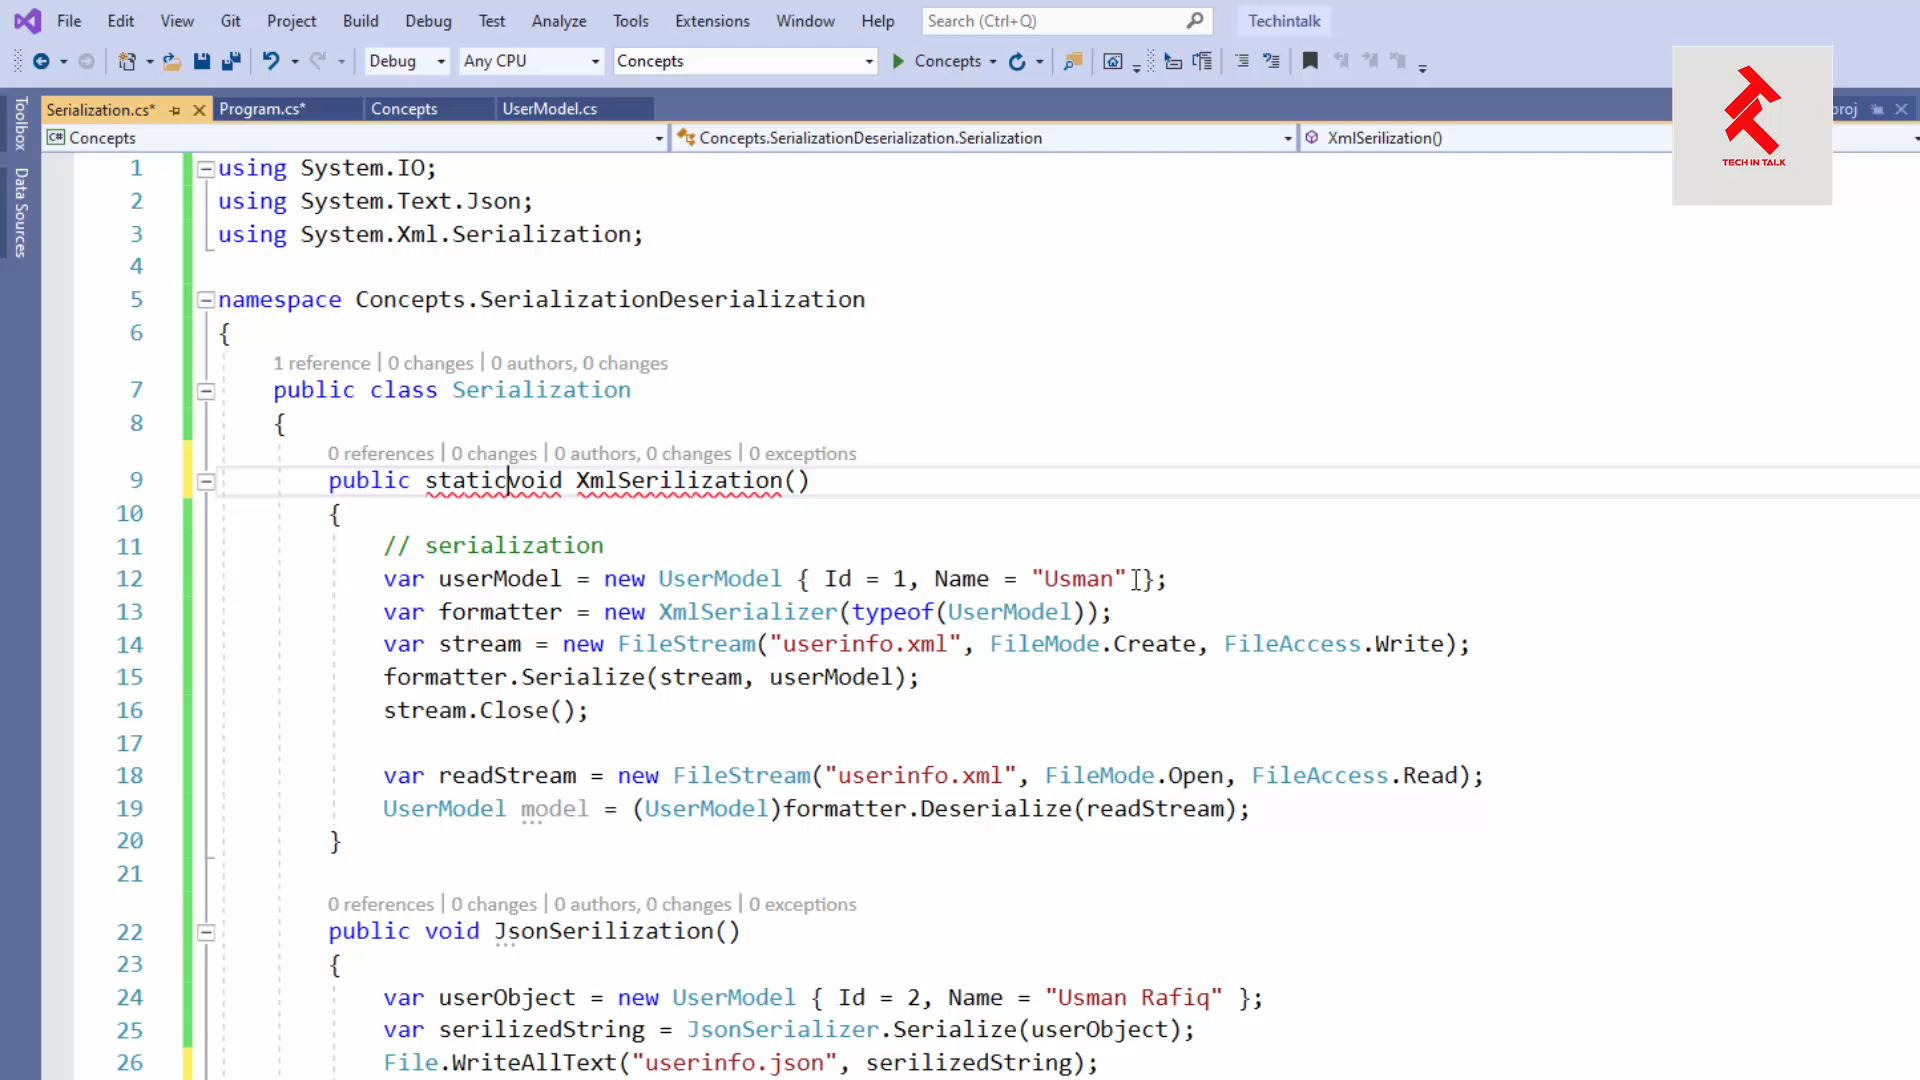 File Edit View Git Project Build Debug Test Analyze Tools Extensions Window Help Search (Ctrl+Q) Techintalk
Debug Any CPU Concepts Concepts
Serialization.cs* Program.cs* Concepts UserModel.cs proj
C# Concepts Concepts.SerializationDeserialization.Serialization XmlSerilization()
TECH IN TALK
Toolbox
Data Sources
1 using System.IO;
2 using System.Text.Json;
3 using System.Xml.Serialization;
4
5 namespace Concepts.SerializationDeserialization
6 {
1 reference | 0 changes | 0 authors, 0 changes
7 public class Serialization
8 {
0 references | 0 changes | 0 authors, 0 changes | 0 exceptions
9 public staticvoid XmlSerilization()
10 {
11 // serialization
12 var userModel = new UserModel { Id = 1, Name = "Usman" };
13 var formatter = new XmlSerializer(typeof(UserModel));
14 var stream = new FileStream("userinfo.xml", FileMode.Create, FileAccess.Write);
15 formatter.Serialize(stream, userModel);
16 stream.Close();
17
18 var readStream = new FileStream("userinfo.xml", FileMode.Open, FileAccess.Read);
19 UserModel model = (UserModel)formatter.Deserialize(readStream);
20 }
21
0 references | 0 changes | 0 authors, 0 changes | 0 exceptions
22 public void JsonSerilization()
23 {
24 var userObject = new UserModel { Id = 2, Name = "Usman Rafiq" };
25 var serilizedString = JsonSerializer.Serialize(userObject);
26 File.WriteAllText("userinfo.json", serilizedString);